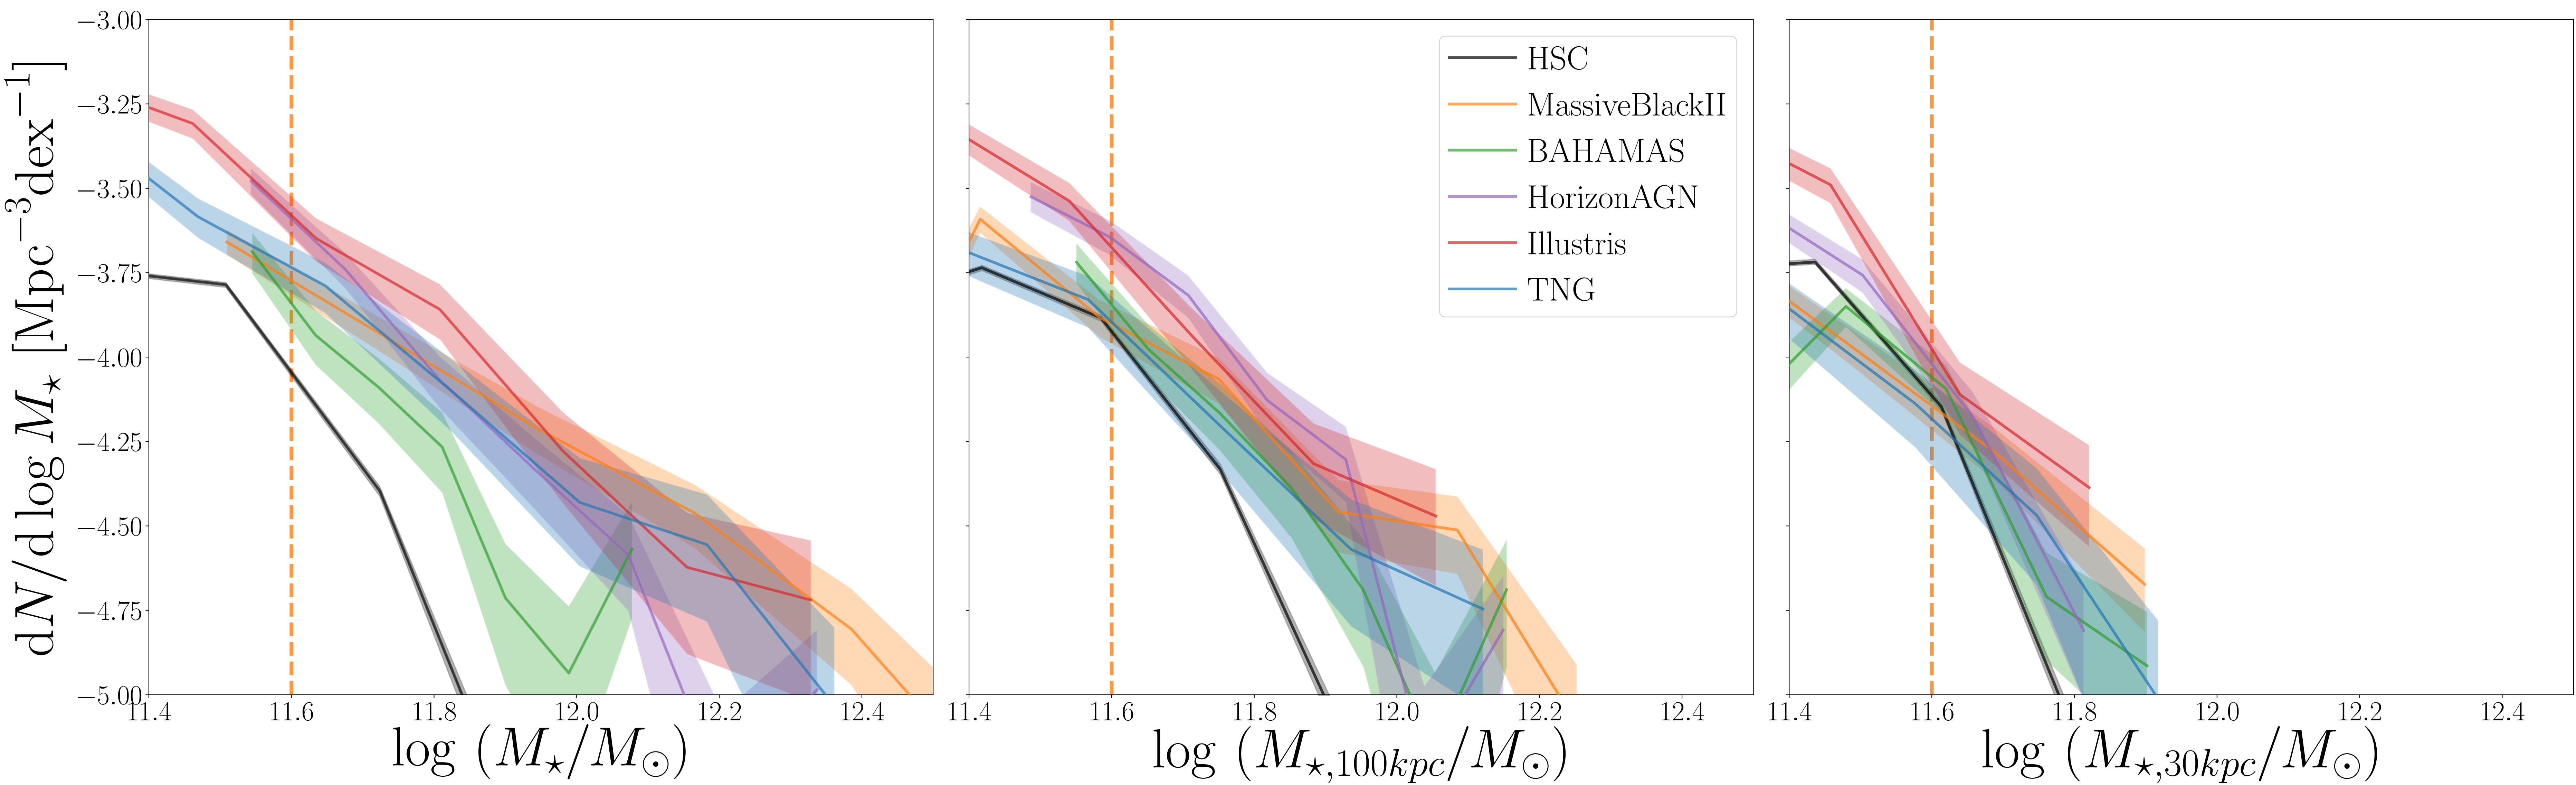 dN/d log M⋆ [Mpc⁻³dex⁻¹]
−3.00
−3.25
−3.50
−3.75
−4.00
−4.25
−4.50
−4.75
−5.00
11.4 11.6 11.8 12.0 12.2 12.4
log (M⋆/M⊙)
HSC
MassiveBlackII
BAHAMAS
HorizonAGN
Illustris
TNG
11.4 11.6 11.8 12.0 12.2 12.4
log (M⋆,100kpc/M⊙)
11.4 11.6 11.8 12.0 12.2 12.4
log (M⋆,30kpc/M⊙)